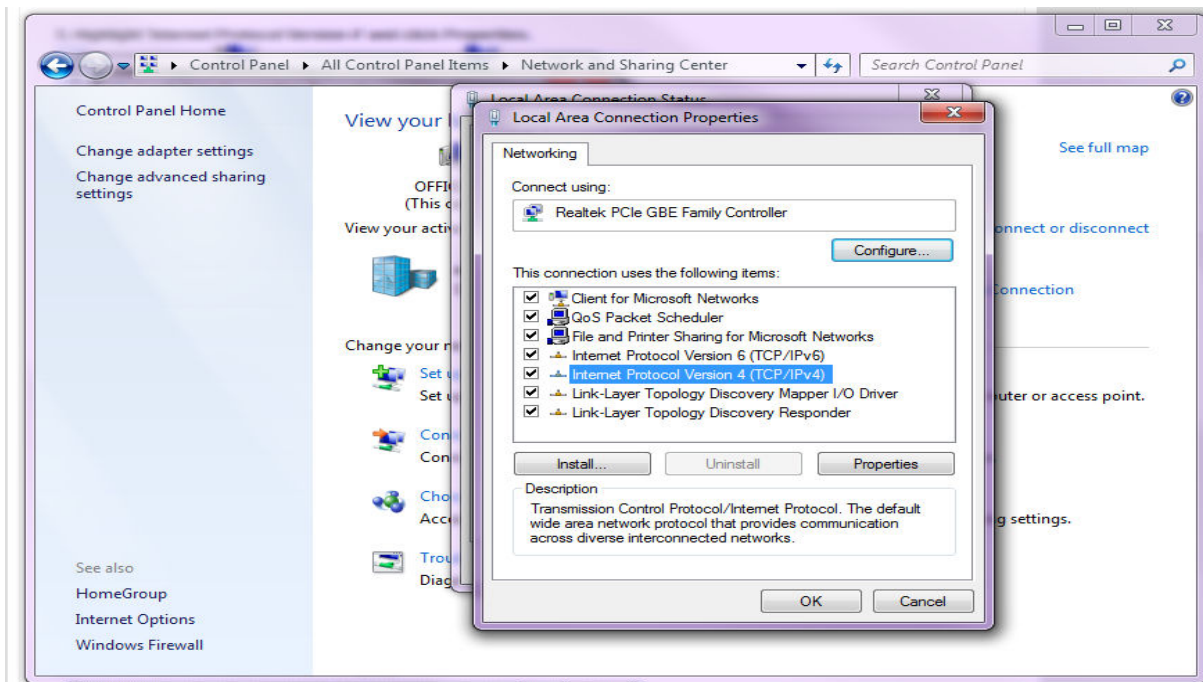 Control Panel ▸ All Control Panel Items ▸ Network and Sharing Center
Search Control Panel
Control Panel Home
Change adapter settings
Change advanced sharing
settings
See also
HomeGroup
Internet Options
Windows Firewall
View your
See full map
OFFI
(This c
View your activ
onnect or disconnect
Connection
Change your n
Set u
Set u
uter or access point.
Con
Con
Cho
Acce
g settings.
Trou
Diag
Local Area Connection Status
Local Area Connection Properties
Networking
Connect using:
Realtek PCIe GBE Family Controller
Configure...
This connection uses the following items:
Client for Microsoft Networks
QoS Packet Scheduler
File and Printer Sharing for Microsoft Networks
Internet Protocol Version 6 (TCP/IPv6)
Internet Protocol Version 4 (TCP/IPv4)
Link-Layer Topology Discovery Mapper I/O Driver
Link-Layer Topology Discovery Responder
Install...
Uninstall
Properties
Description
Transmission Control Protocol/Internet Protocol. The default
wide area network protocol that provides communication
across diverse interconnected networks.
OK
Cancel